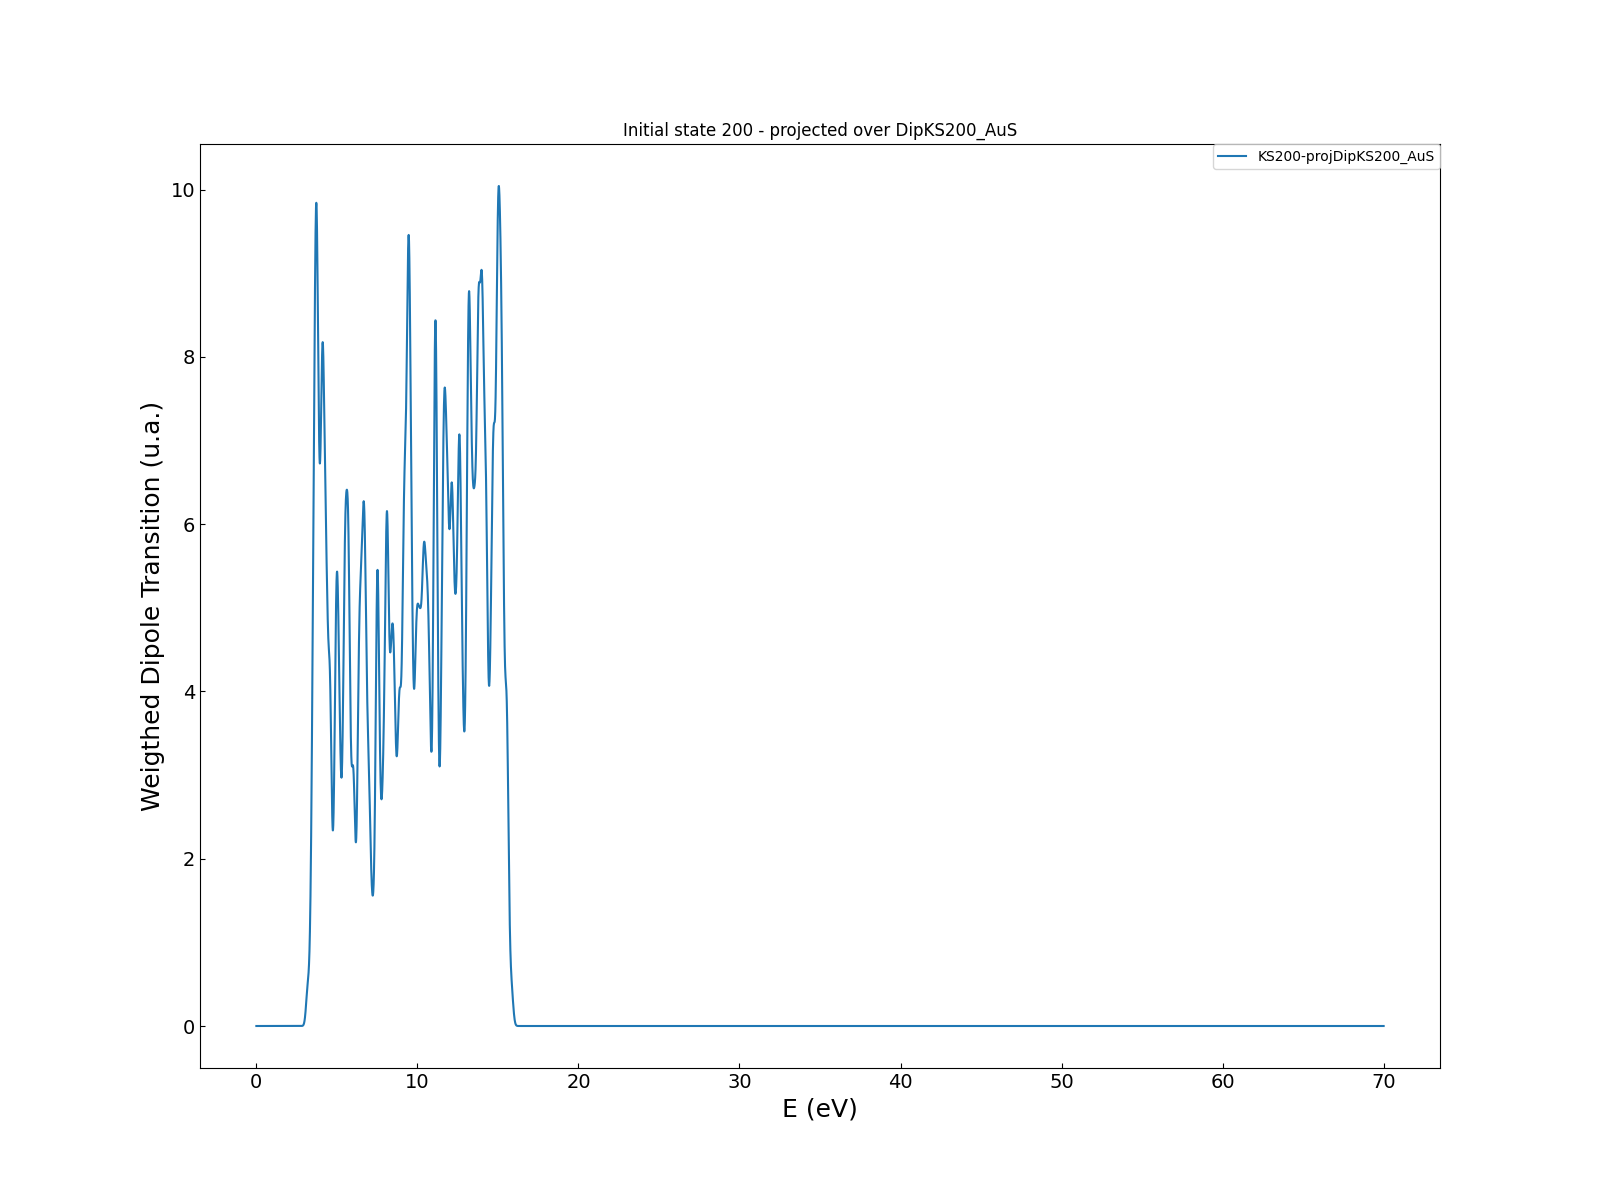 Initial state 200 - projected over DipKS200_AuS
KS200-projDipKS200_AuS
Weigthed Dipole Transition (u.a.)
10
8
6
4
2
0
0 10 20 30 40 50 60 70
E (eV)